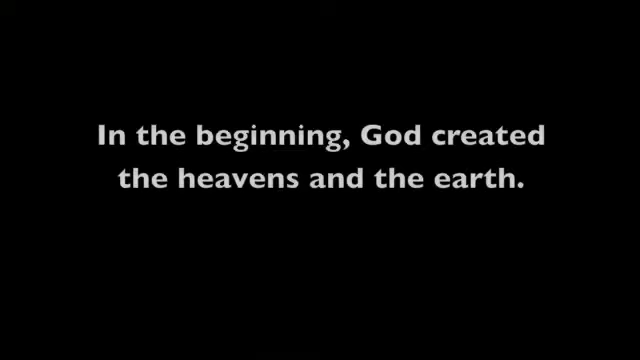 In the beginning, God created
the heavens and the earth.